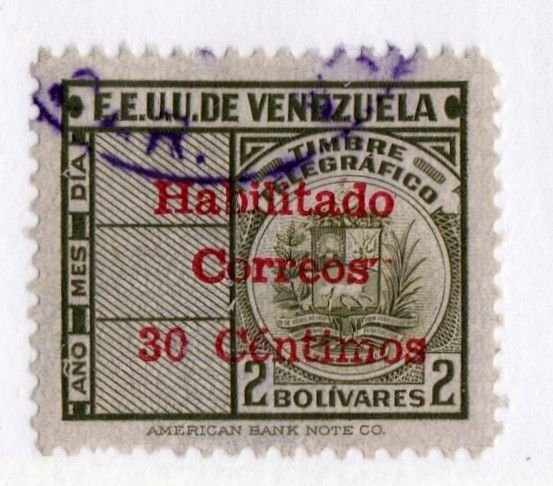 E.E.U.U. DE VENEZUELA
TIMBRE
TELEGRÁFICO
DÍA
MES
AÑO
Habilitado
Correos
30 Céntimos
2 BOLÍVARES 2
AMERICAN BANK NOTE CO.